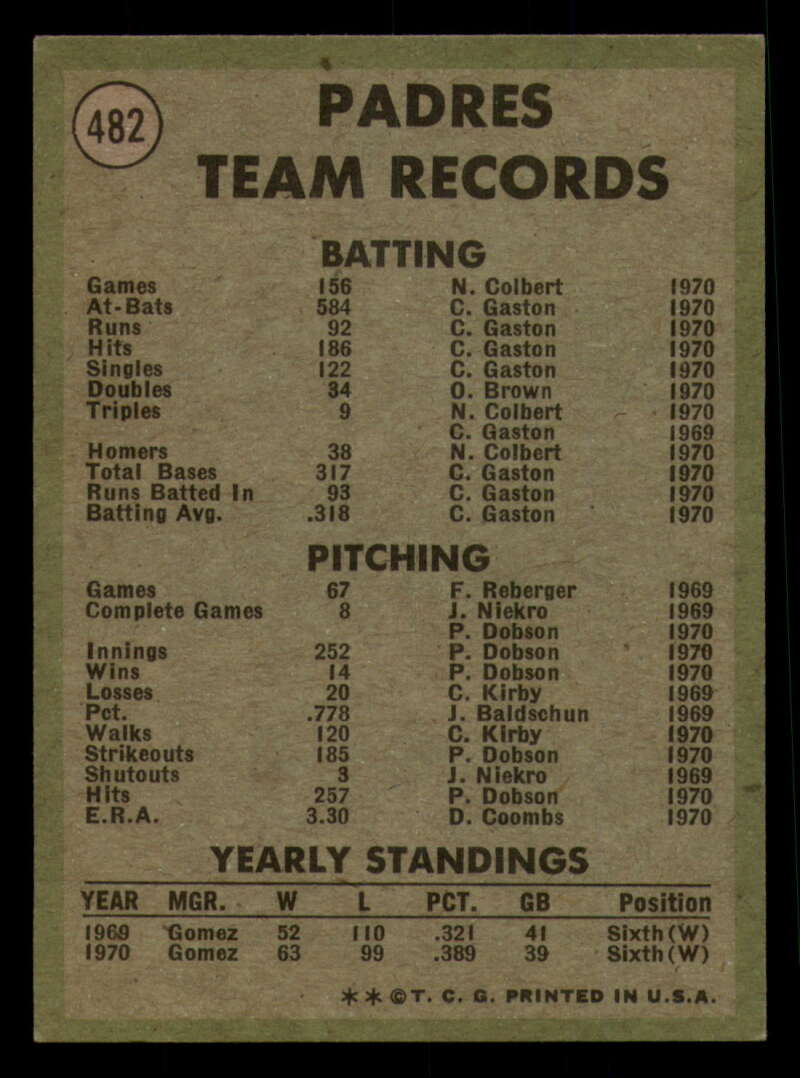 482
PADRES
TEAM RECORDS
BATTING
Games 156 N. Colbert 1970
At-Bats 584 C. Gaston 1970
Runs 92 C. Gaston 1970
Hits 186 C. Gaston 1970
Singles 122 C. Gaston 1970
Doubles 34 O. Brown 1970
Triples 9 N. Colbert 1970
C. Gaston 1969
Homers 38 N. Colbert 1970
Total Bases 317 C. Gaston 1970
Runs Batted In 93 C. Gaston 1970
Batting Avg. .318 C. Gaston 1970
PITCHING
Games 67 F. Reberger 1969
Complete Games 8 J. Niekro 1969
P. Dobson 1970
Innings 252 P. Dobson 1970
Wins 14 P. Dobson 1970
Losses 20 C. Kirby 1969
Pct. .778 J. Baldschun 1969
Walks 120 C. Kirby 1970
Strikeouts 185 P. Dobson 1970
Shutouts 3 J. Niekro 1969
Hits 257 P. Dobson 1970
E.R.A. 3.30 D. Coombs 1970
YEARLY STANDINGS
YEAR MGR. W L PCT. GB Position
1969 Gomez 52 110 .321 41 Sixth (W)
1970 Gomez 63 99 .389 39 Sixth (W)
** © T. C. G. PRINTED IN U.S.A.